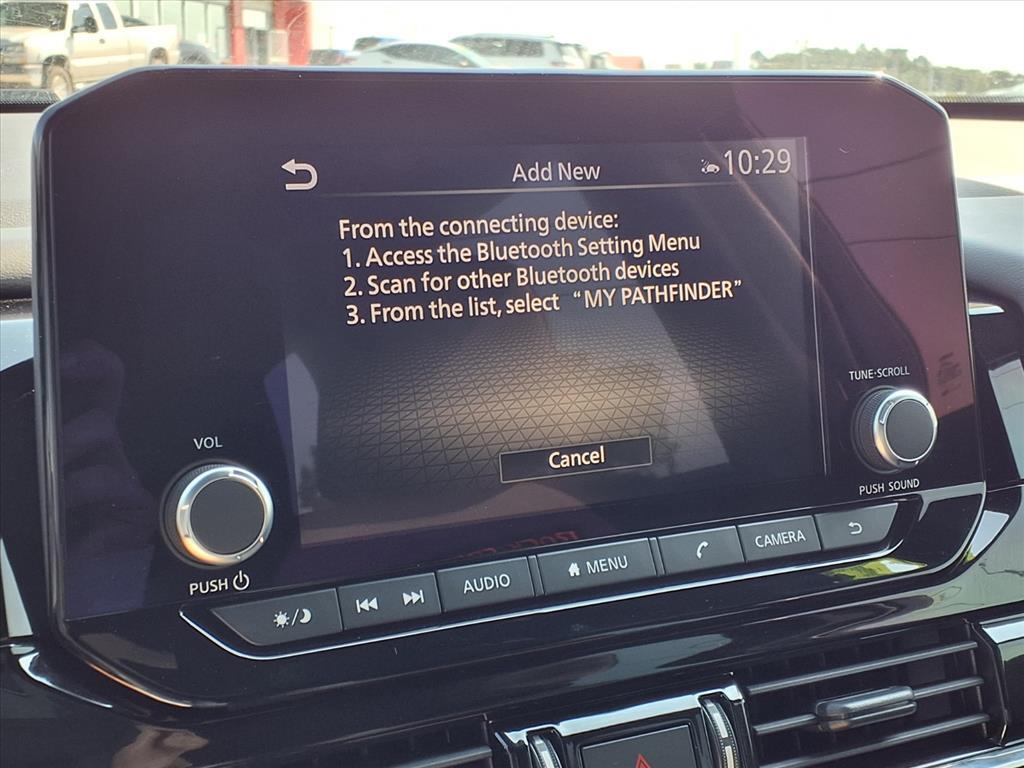 Add New
10:29
From the connecting device:
1. Access the Bluetooth Setting Menu
2. Scan for other Bluetooth devices
3. From the list, select “MY PATHFINDER”
Cancel
TUNE·SCROLL
PUSH SOUND
VOL
PUSH
AUDIO
MENU
CAMERA